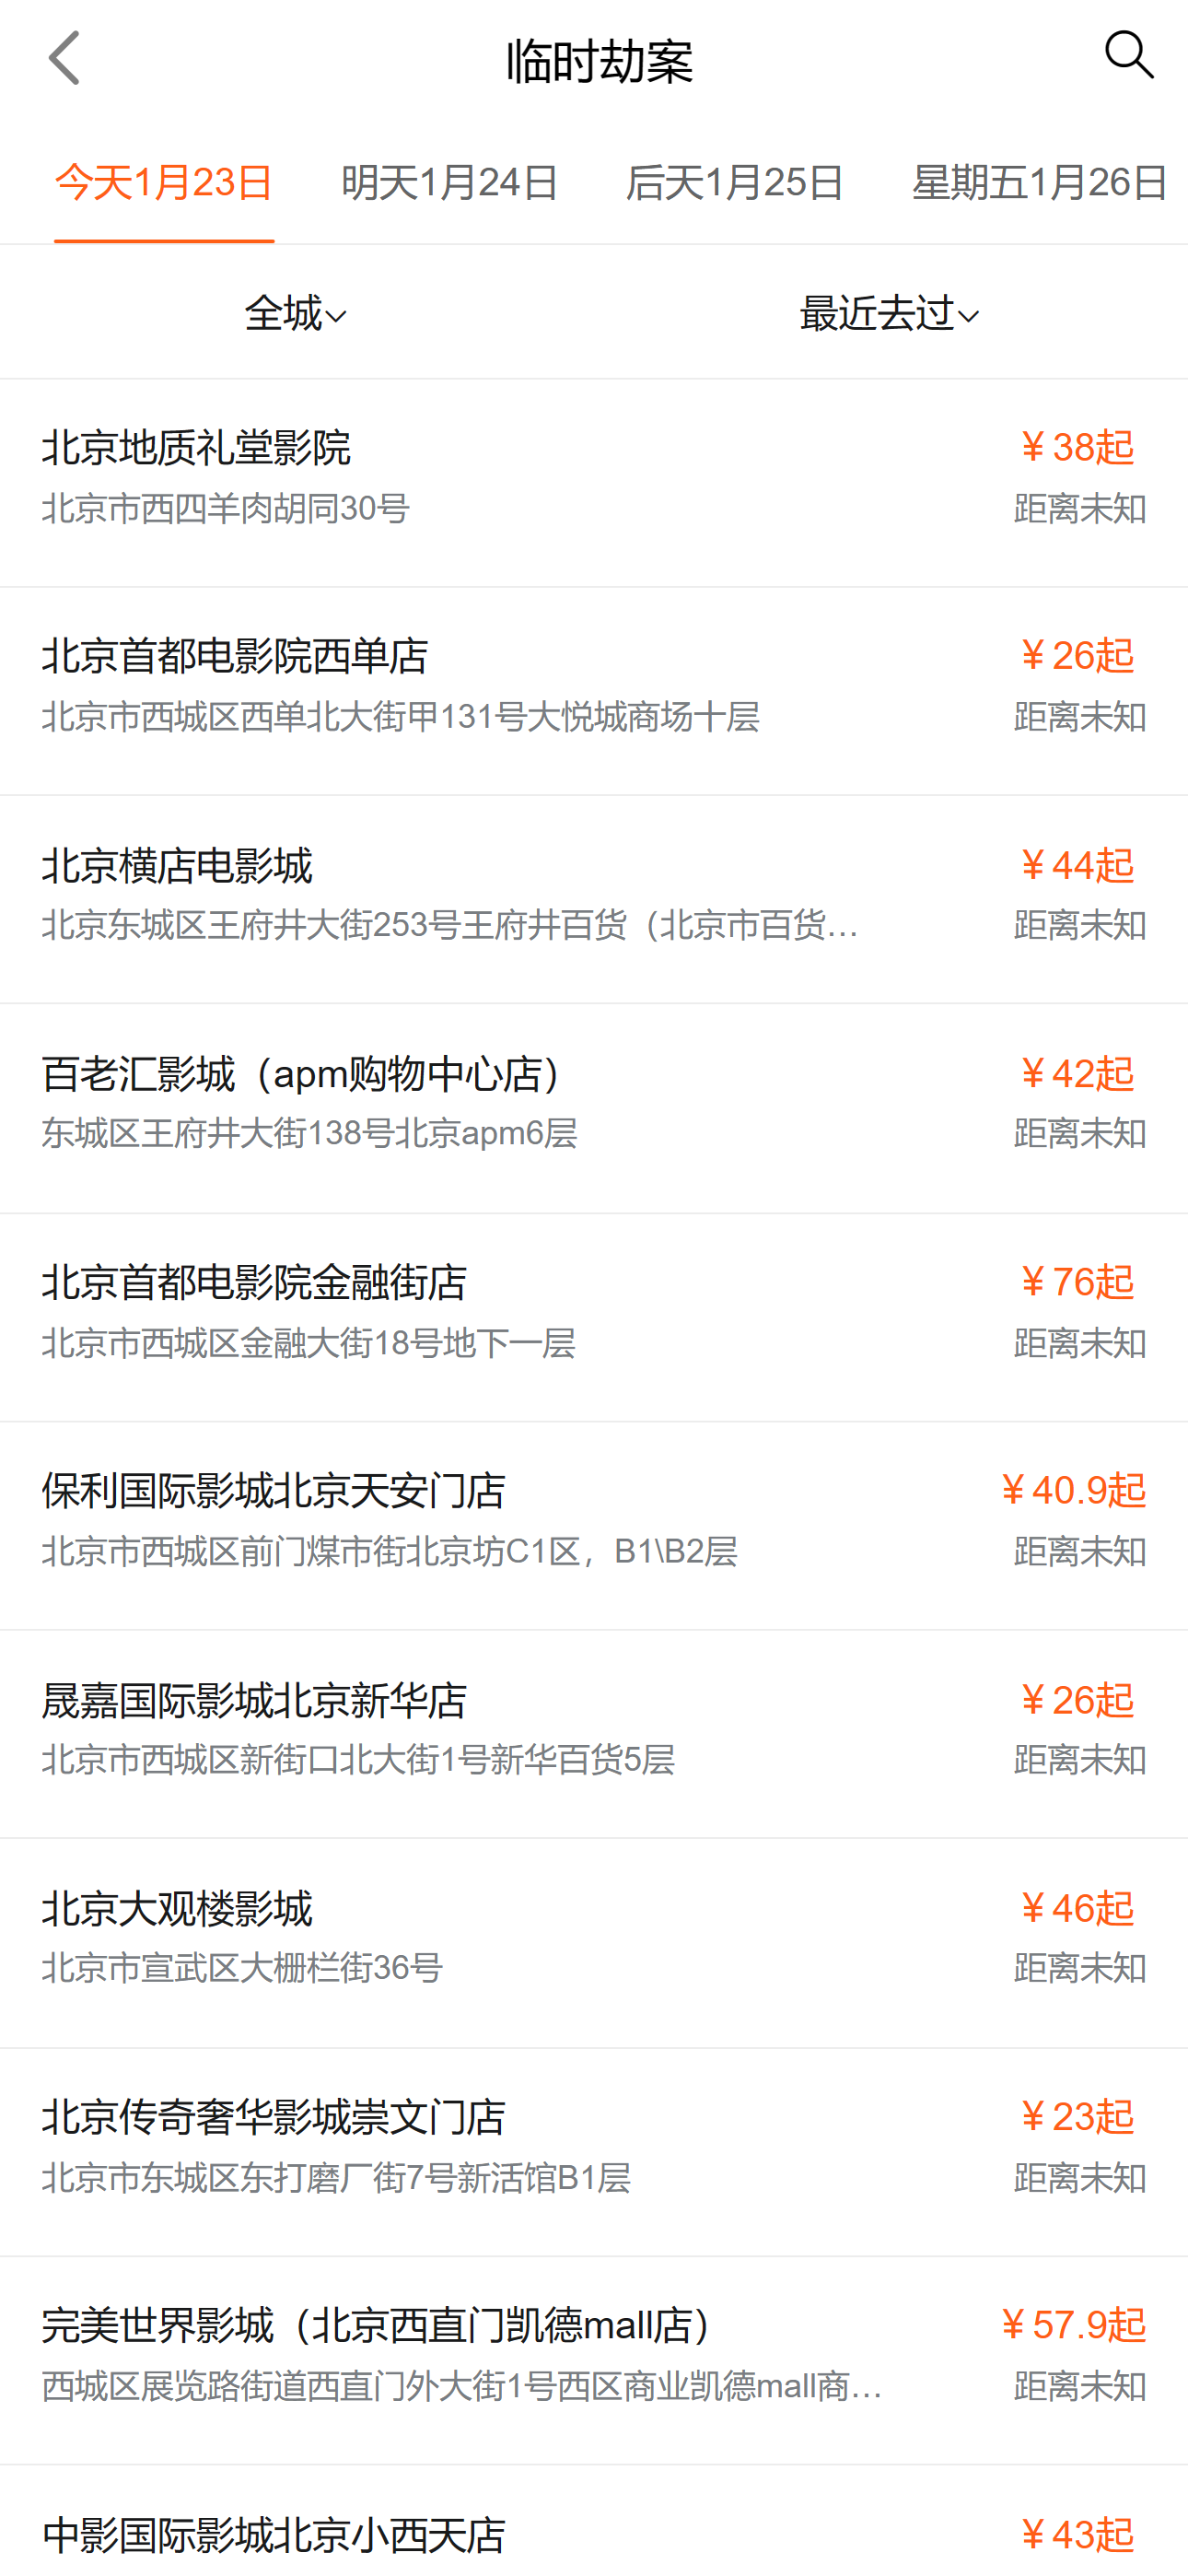 临时劫案
今天1月23日 明天1月24日 后天1月25日 星期五1月26日
全城 最近去过
北京地质礼堂影院 ¥38起
北京市西四羊肉胡同30号 距离未知
北京首都电影院西单店 ¥26起
北京市西城区西单北大街甲131号大悦城商场十层 距离未知
北京横店电影城 ¥44起
北京东城区王府井大街253号王府井百货（北京市百货… 距离未知
百老汇影城（apm购物中心店） ¥42起
东城区王府井大街138号北京apm6层 距离未知
北京首都电影院金融街店 ¥76起
北京市西城区金融大街18号地下一层 距离未知
保利国际影城北京天安门店 ¥40.9起
北京市西城区前门煤市街北京坊C1区，B1\B2层 距离未知
晟嘉国际影城北京新华店 ¥26起
北京市西城区新街口北大街1号新华百货5层 距离未知
北京大观楼影城 ¥46起
北京市宣武区大栅栏街36号 距离未知
北京传奇奢华影城崇文门店 ¥23起
北京市东城区东打磨厂街7号新活馆B1层 距离未知
完美世界影城（北京西直门凯德mall店） ¥57.9起
西城区展览路街道西直门外大街1号西区商业凯德mall商… 距离未知
中影国际影城北京小西天店 ¥43起